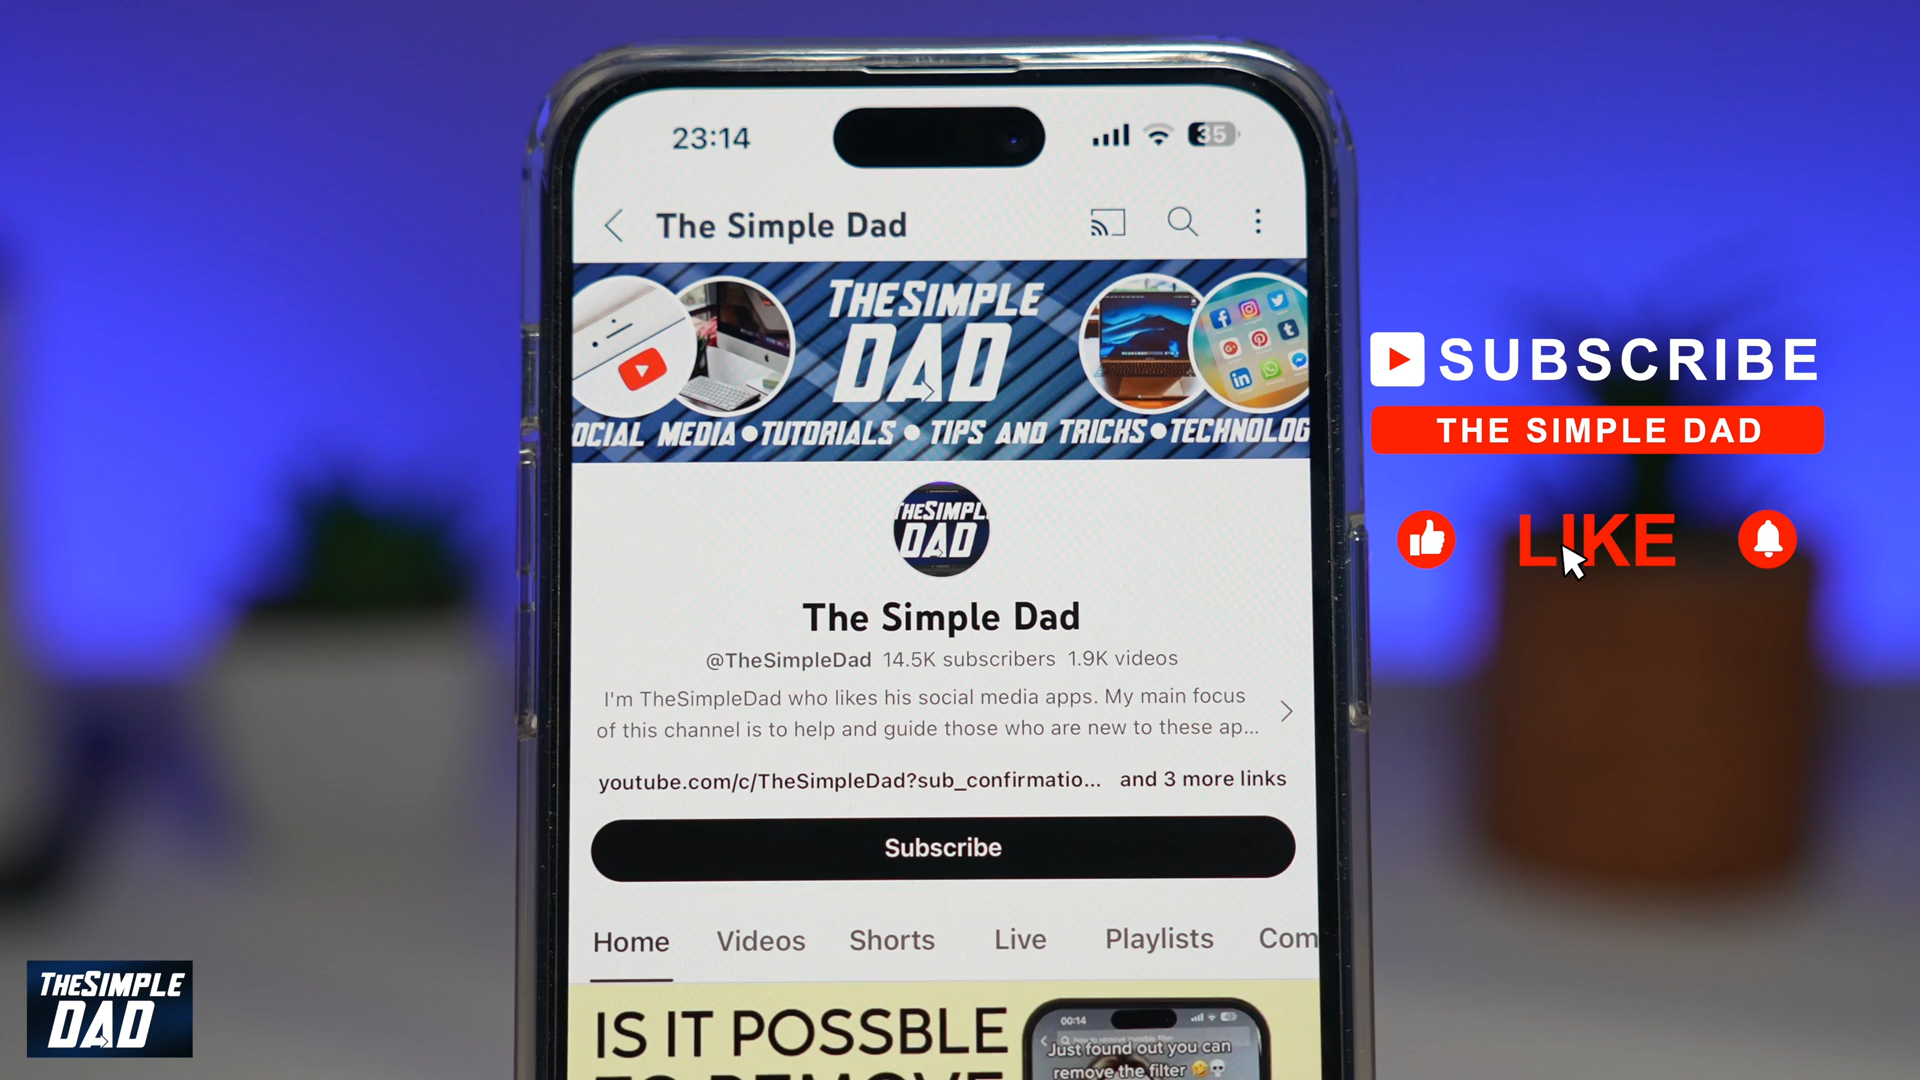 23:14
35
The Simple Dad
THESIMPLE
DAD
OCIAL MEDIA●TUTORIALS ● TIPS AND TRICKS●TECHNOLOG
THESIMPL
DAD
The Simple Dad
@TheSimpleDad 14.5K subscribers 1.9K videos
I'm TheSimpleDad who likes his social media apps. My main focus
of this channel is to help and guide those who are new to these ap...
youtube.com/c/TheSimpleDad?sub_confirmatio... and 3 more links
Subscribe
Home Videos Shorts Live Playlists Com
IS IT POSSBLE
TO REMOVE
00:14
Just found out you can
remove the filter 🤣💀
SUBSCRIBE
THE SIMPLE DAD
LIKE
THESIMPLE
DAD